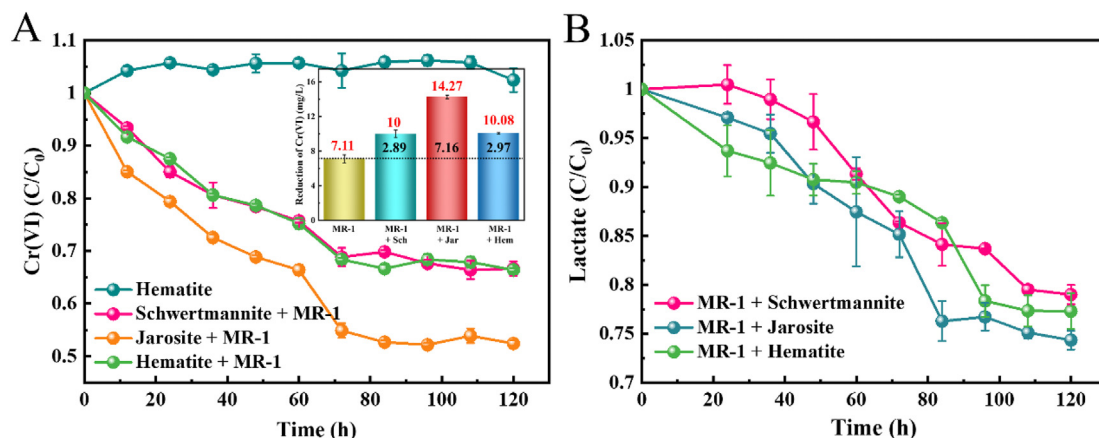 A
Cr(VI) (C/C₀)
1.1
1
0.9
0.8
0.7
0.6
0.5
0
20
40
60
80
100
120
Time (h)
Hematite
Schwertmannite + MR-1
Jarosite + MR-1
Hematite + MR-1
Reduction of Cr(VI) (mg/L)
16
12
8
4
0
7.11
10
2.89
14.27
7.16
10.08
2.97
MR-1
MR-1
+ Sch
MR-1
+ Jar
MR-1
+ Hem
B
Lactate (C/C₀)
1.05
1
0.95
0.9
0.85
0.8
0.75
0.7
0
20
40
60
80
100
120
Time (h)
MR-1 + Schwertmannite
MR-1 + Jarosite
MR-1 + Hematite